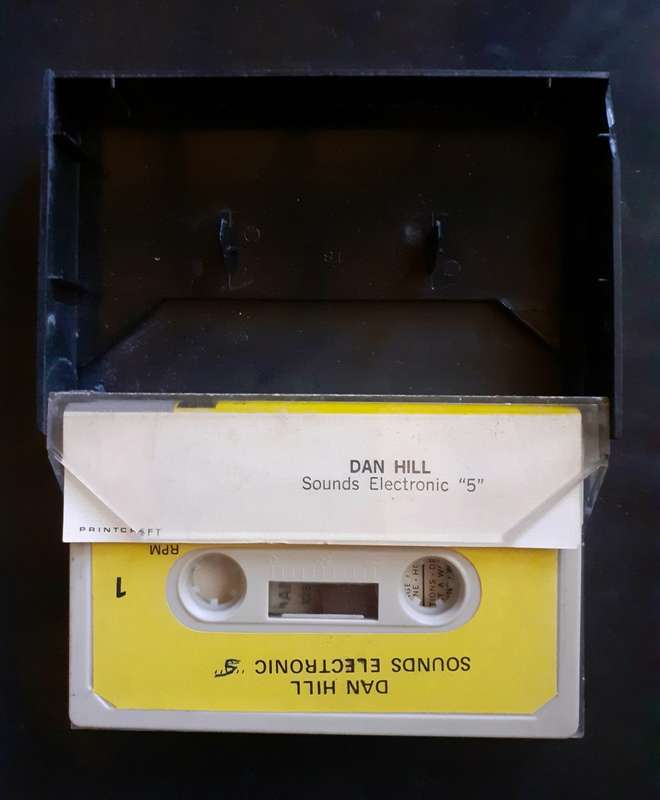 DAN HILL
Sounds Electronic "5"
PRINTCRAFT
RPM
1
DAN HILL
SOUNDS ELECTRONIC "5"